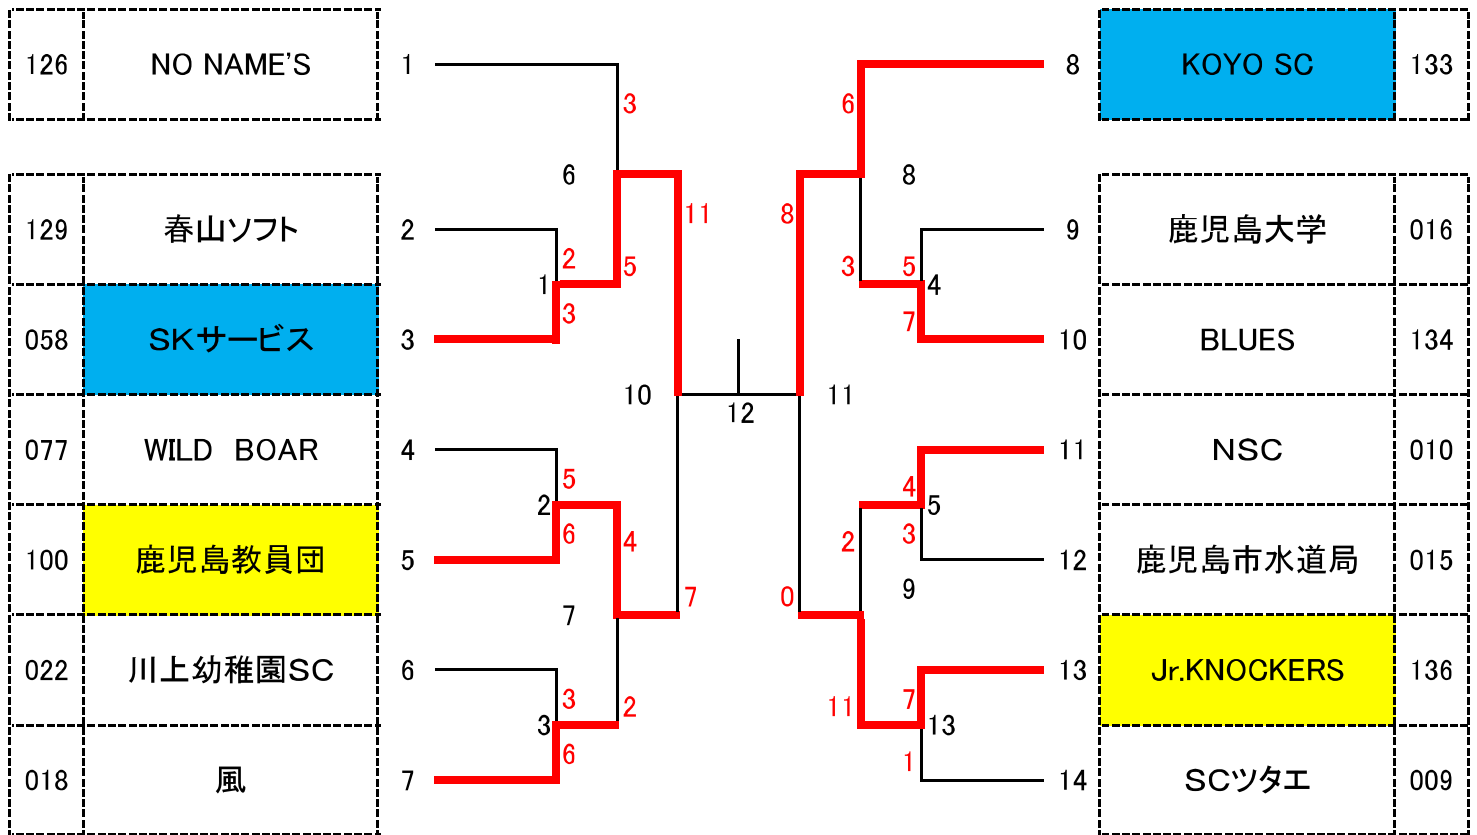 126 NO NAME'S 1
3
6
129 春山ソフト 2
2
1
5
11
058 SKサービス 3
3
10
077 WILD BOAR 4
5
2
6
4
100 鹿児島教員団 5
7
7
022 川上幼稚園SC 6
3
3
2
6
018 風 7
12
8 KOYO SC 133
6
8
8
9 鹿児島大学 016
3
5
4
7
10 BLUES 134
11
11 NSC 010
4
5
2
3
12 鹿児島市水道局 015
0
9
13 Jr.KNOCKERS 136
11
7
13
1
14 SCツタエ 009